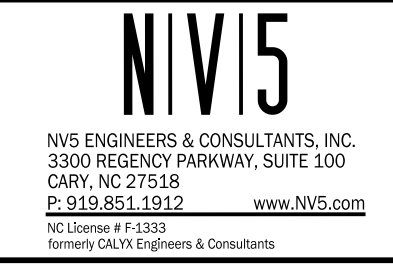 N|V|5
NV5 ENGINEERS & CONSULTANTS, INC.
3300 REGENCY PARKWAY, SUITE 100
CARY, NC 27518
P: 919.851.1912 www.NV5.com
NC License # F-1333
formerly CALYX Engineers & Consultants